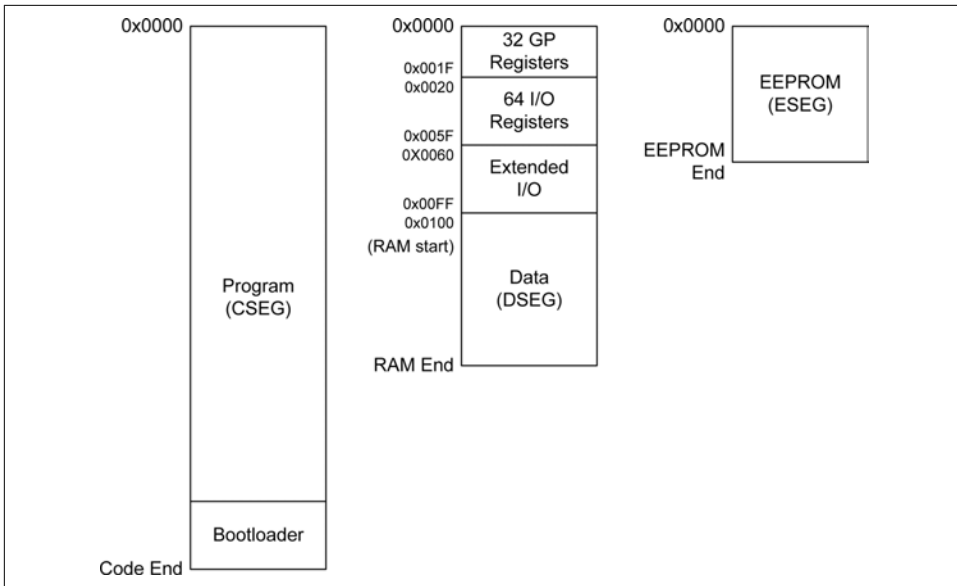 0x0000
Program
(CSEG)
Bootloader
Code End
0x0000
32 GP
Registers
0x001F
0x0020
64 I/O
Registers
0x005F
0X0060
Extended
I/O
0x00FF
0x0100
(RAM start)
Data
(DSEG)
RAM End
0x0000
EEPROM
(ESEG)
EEPROM
End